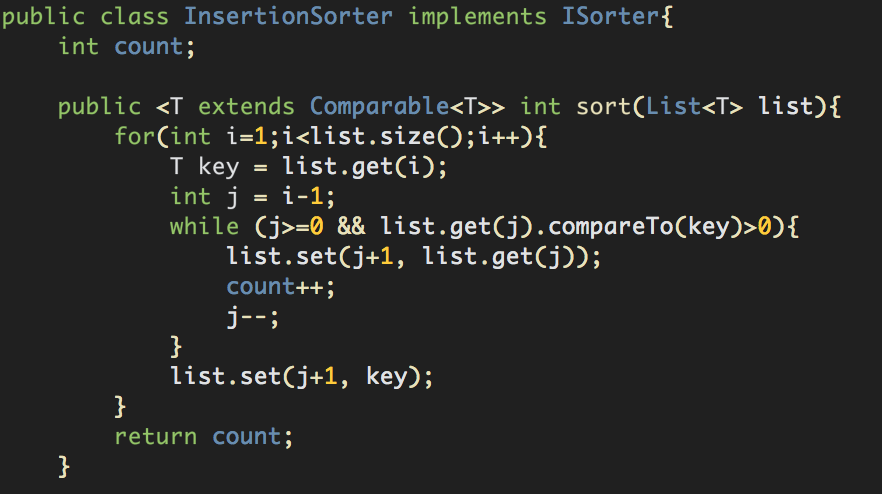 public class InsertionSorter implements ISorter{
    int count;

    public <T extends Comparable<T>> int sort(List<T> list){
        for(int i=1;i<list.size();i++){
            T key = list.get(i);
            int j = i-1;
            while (j>=0 && list.get(j).compareTo(key)>0){
                list.set(j+1, list.get(j));
                count++;
                j--;
            }
            list.set(j+1, key);
        }
        return count;
    }